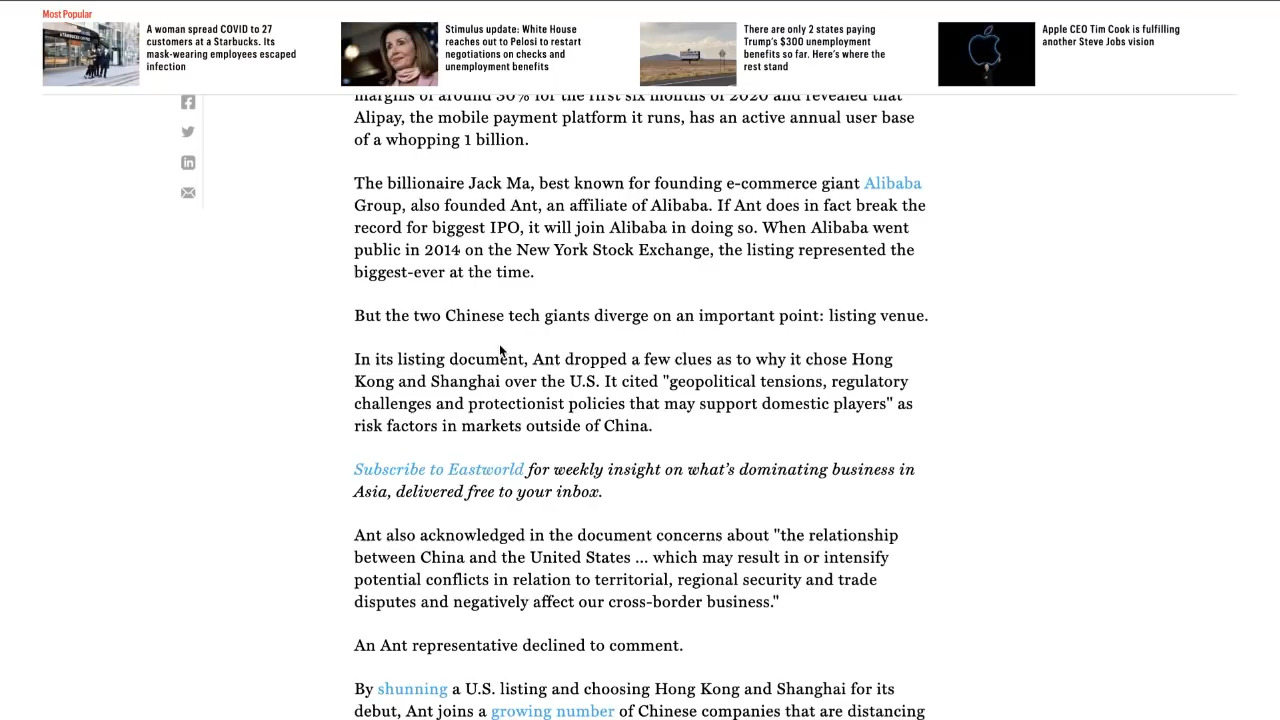 Most Popular
A woman spread COVID to 27
customers at a Starbucks. Its
mask-wearing employees escaped
infection
Stimulus update: White House
reaches out to Pelosi to restart
negotiations on checks and
unemployment benefits
There are only 2 states paying
Trump's $300 unemployment
benefits so far. Here's where the
rest stand
Apple CEO Tim Cook is fulfilling
another Steve Jobs vision
margins of around 30% for the first six months of 2020 and revealed that
Alipay, the mobile payment platform it runs, has an active annual user base
of a whopping 1 billion.
The billionaire Jack Ma, best known for founding e-commerce giant Alibaba
Group, also founded Ant, an affiliate of Alibaba. If Ant does in fact break the
record for biggest IPO, it will join Alibaba in doing so. When Alibaba went
public in 2014 on the New York Stock Exchange, the listing represented the
biggest-ever at the time.
But the two Chinese tech giants diverge on an important point: listing venue.
In its listing document, Ant dropped a few clues as to why it chose Hong
Kong and Shanghai over the U.S. It cited "geopolitical tensions, regulatory
challenges and protectionist policies that may support domestic players" as
risk factors in markets outside of China.
Subscribe to Eastworld for weekly insight on what's dominating business in
Asia, delivered free to your inbox.
Ant also acknowledged in the document concerns about "the relationship
between China and the United States ... which may result in or intensify
potential conflicts in relation to territorial, regional security and trade
disputes and negatively affect our cross-border business."
An Ant representative declined to comment.
By shunning a U.S. listing and choosing Hong Kong and Shanghai for its
debut, Ant joins a growing number of Chinese companies that are distancing